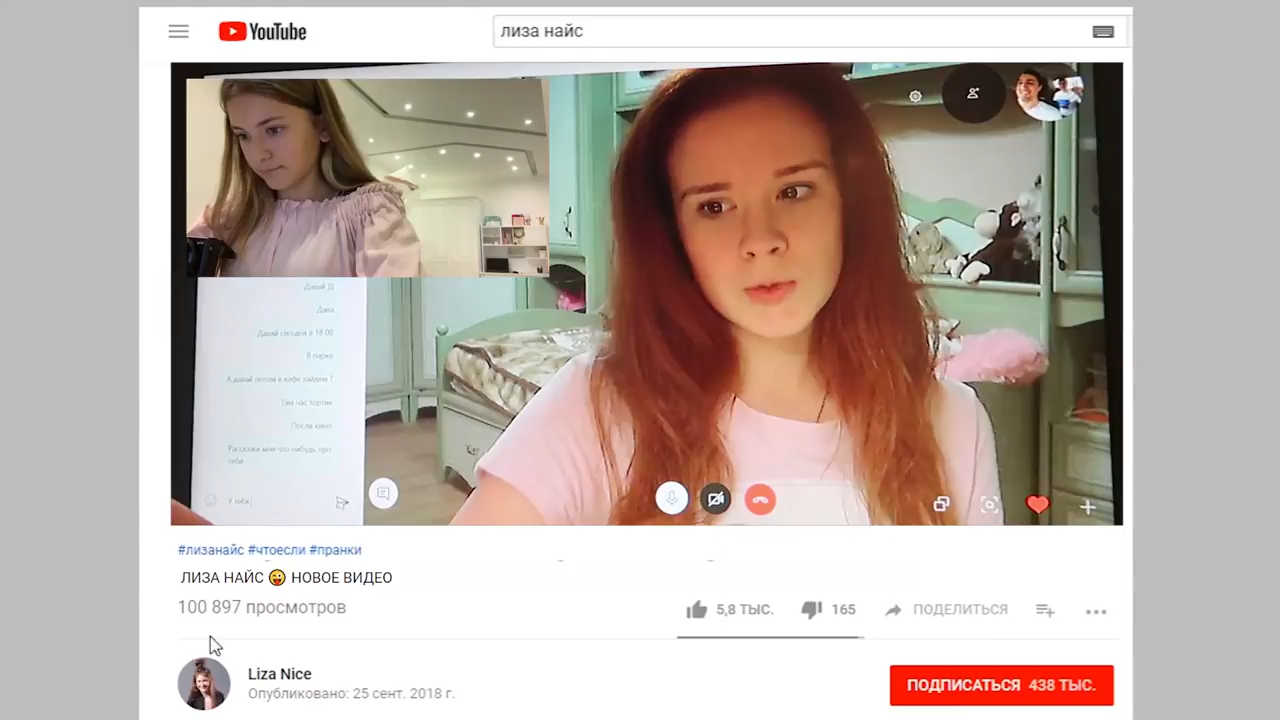 YouTube
лиза найс
Давай )))
Дава
Давай сегодня в 18 00
В парке
А давай потом в кафе зайдем ?
Там час тортик
После кино
Расскажи мне что нибудь про
себя
У тебя
#лизанайс #чтоесли #пранки
ЛИЗА НАЙС 😜 НОВОЕ ВИДЕО
100 897 просмотров
5,8 ТЫС.
165
ПОДЕЛИТЬСЯ
Liza Nice
Опубликовано: 25 сент. 2018 г.
ПОДПИСАТЬСЯ 438 ТЫС.